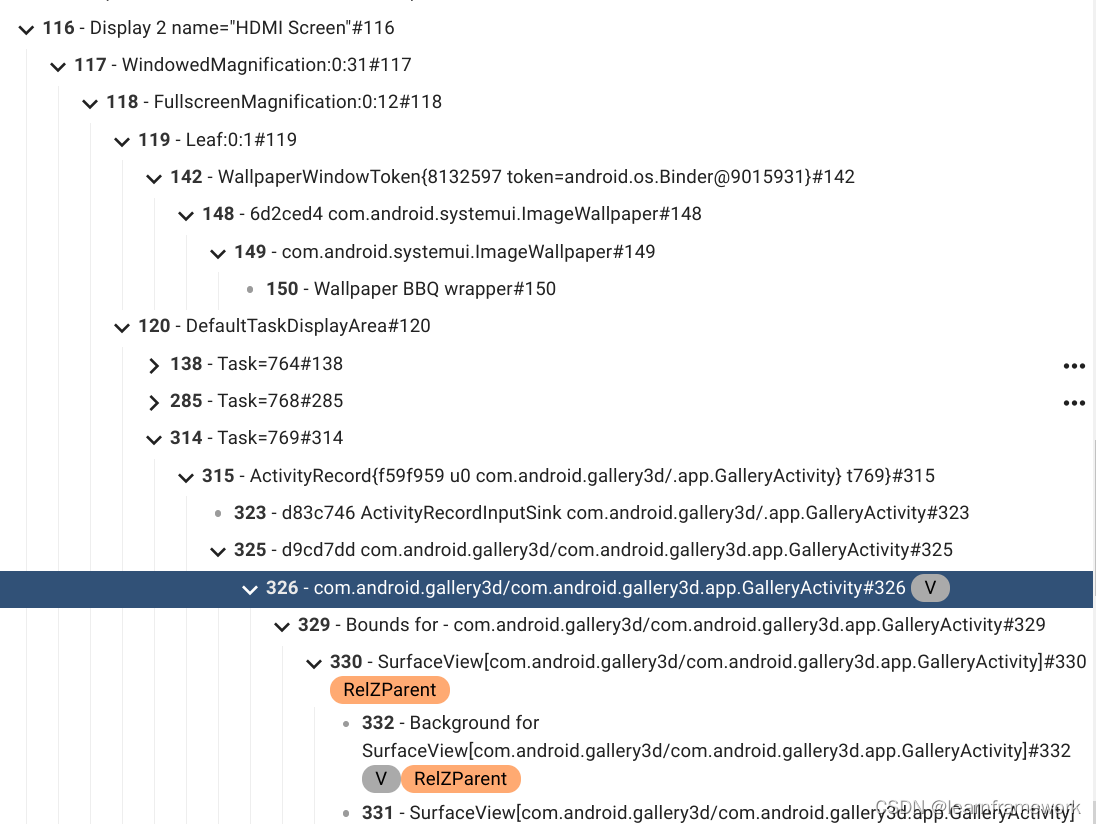 116 - Display 2 name="HDMI Screen"#116
117 - WindowedMagnification:0:31#117
118 - FullscreenMagnification:0:12#118
119 - Leaf:0:1#119
142 - WallpaperWindowToken{8132597 token=android.os.Binder@9015931}#142
148 - 6d2ced4 com.android.systemui.ImageWallpaper#148
149 - com.android.systemui.ImageWallpaper#149
150 - Wallpaper BBQ wrapper#150
120 - DefaultTaskDisplayArea#120
138 - Task=764#138
285 - Task=768#285
314 - Task=769#314
315 - ActivityRecord{f59f959 u0 com.android.gallery3d/.app.GalleryActivity} t769}#315
323 - d83c746 ActivityRecordInputSink com.android.gallery3d/.app.GalleryActivity#323
325 - d9cd7dd com.android.gallery3d/com.android.gallery3d.app.GalleryActivity#325
326 - com.android.gallery3d/com.android.gallery3d.app.GalleryActivity#326 V
329 - Bounds for - com.android.gallery3d/com.android.gallery3d.app.GalleryActivity#329
330 - SurfaceView[com.android.gallery3d/com.android.gallery3d.app.GalleryActivity]#330
RelZParent
332 - Background for
SurfaceView[com.android.gallery3d/com.android.gallery3d.app.GalleryActivity]#332
V RelZParent
331 - SurfaceView[com.android.gallery3d/com.android.gallery3d.app.GalleryActivity]
CSDN @learnframework